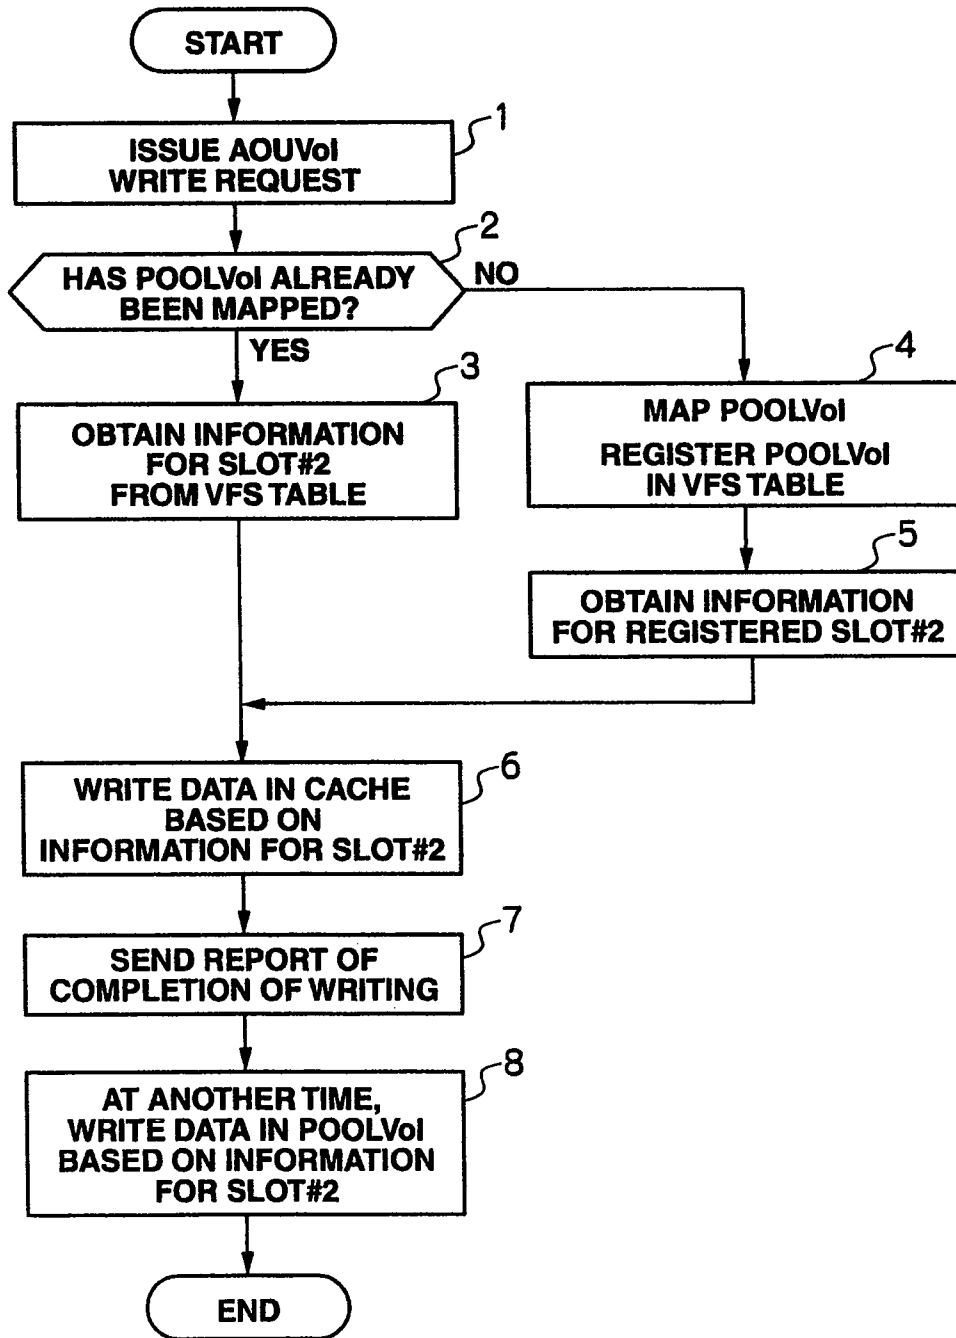 START
1
ISSUE AOUVol
WRITE REQUEST
2
HAS POOLVol ALREADY
BEEN MAPPED?
NO
YES
3
OBTAIN INFORMATION
FOR SLOT#2
FROM VFS TABLE
4
MAP POOLVol
REGISTER POOLVol
IN VFS TABLE
5
OBTAIN INFORMATION
FOR REGISTERED SLOT#2
6
WRITE DATA IN CACHE
BASED ON
INFORMATION FOR SLOT#2
7
SEND REPORT OF
COMPLETION OF WRITING
8
AT ANOTHER TIME,
WRITE DATA IN POOLVol
BASED ON INFORMATION
FOR SLOT#2
END